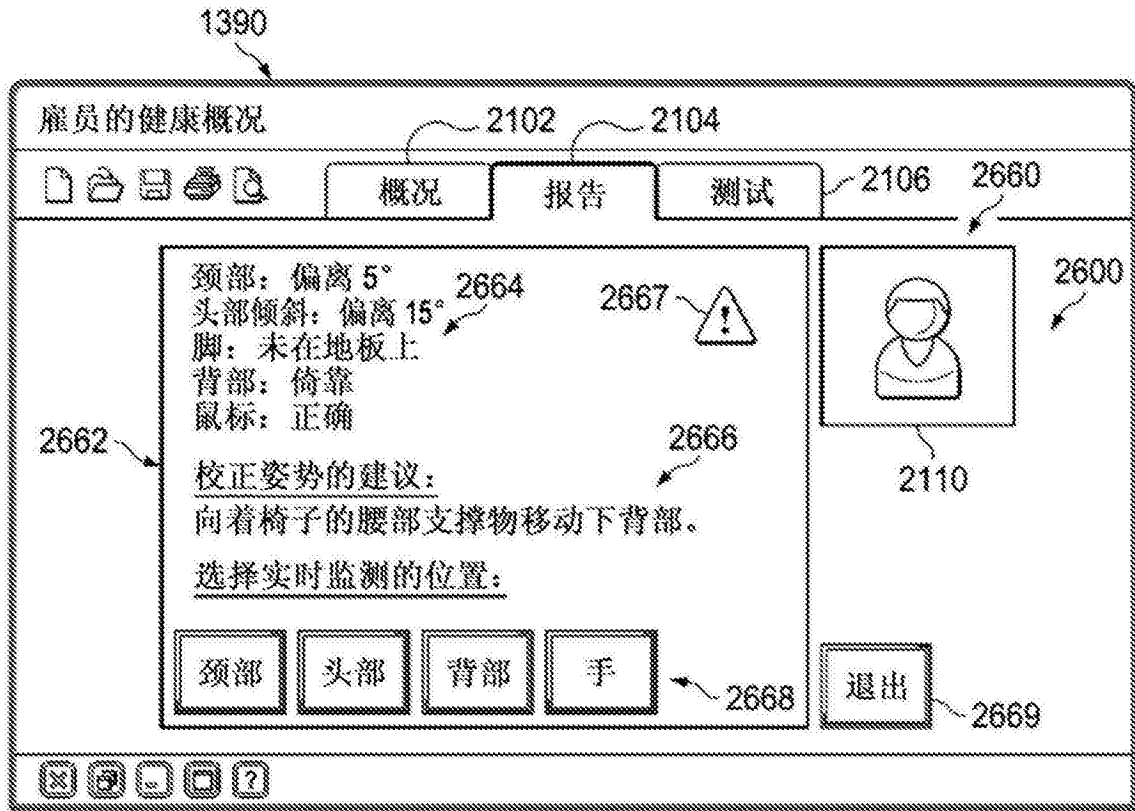 1390
雇员的健康概况
2102
2104
概况
报告
测试
2106
2660
颈部：偏离 5°
头部倾斜：偏离 15°
脚：未在地板上
背部：倚靠
鼠标：正确
2664
2667
2600
2662
2666
2110
校正姿势的建议：
向着椅子的腰部支撑物移动下背部。
选择实时监测的位置：
颈部
头部
背部
手
2668
退出
2669